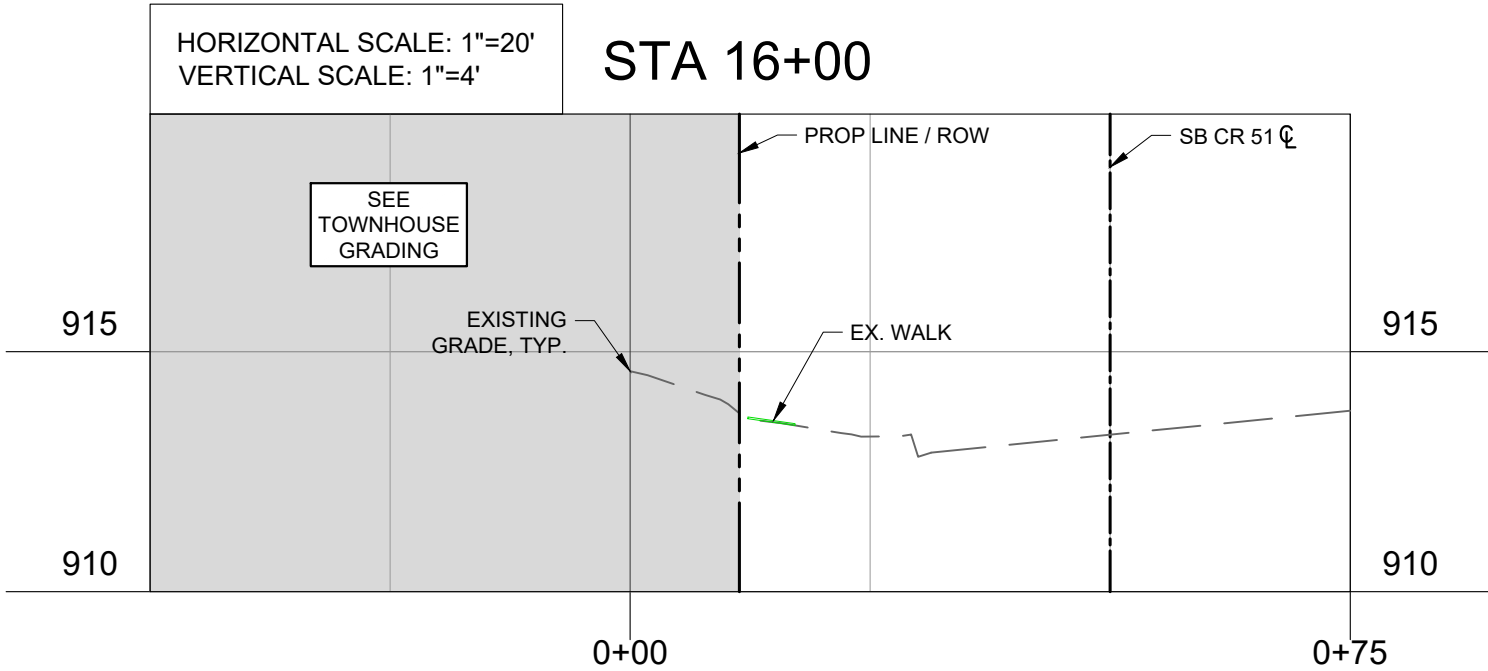 HORIZONTAL SCALE: 1"=20'
VERTICAL SCALE: 1"=4'
STA 16+00
PROP LINE / ROW
SB CR 51 ℄
SEE
TOWNHOUSE
GRADING
915
EXISTING
GRADE, TYP.
EX. WALK
915
910
910
0+00
0+75